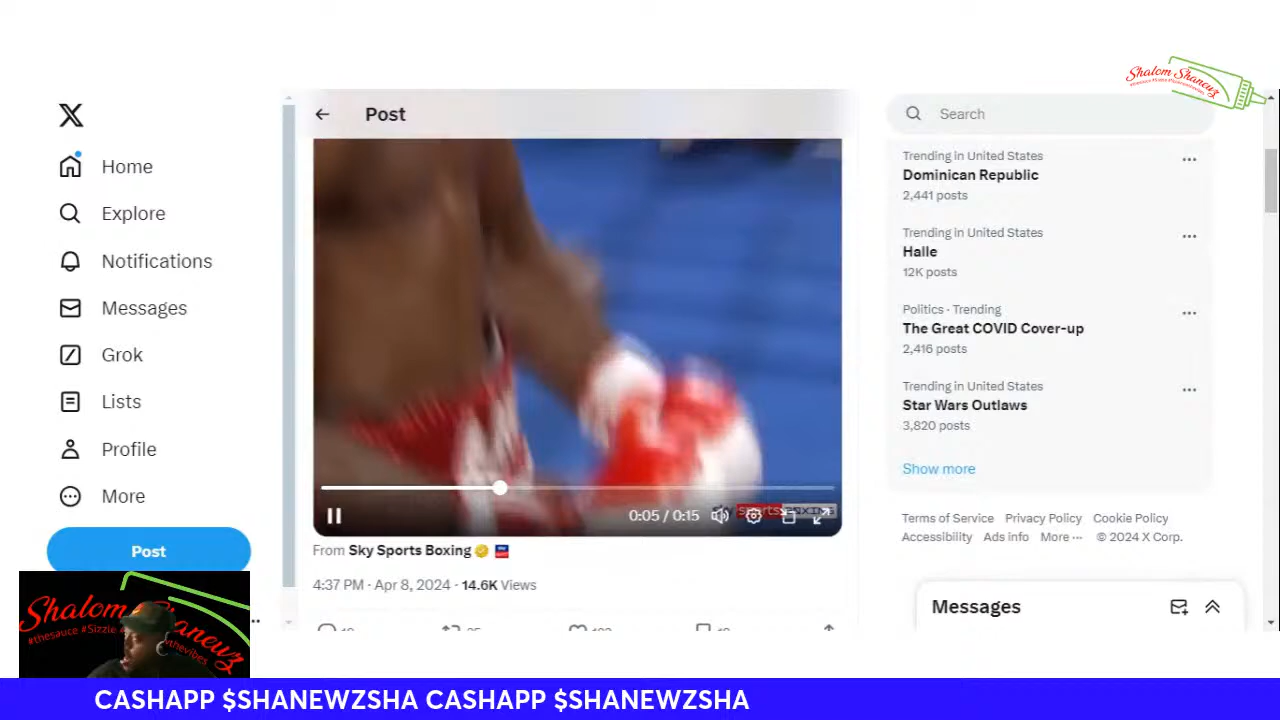 Shalom Shaneuz
Post
Search
Home
Explore
Notifications
Messages
Grok
Lists
Profile
More
Post
Trending in United States
Dominican Republic
2,441 posts
Trending in United States
Halle
12K posts
Politics · Trending
The Great COVID Cover-up
2,416 posts
Trending in United States
Star Wars Outlaws
3,820 posts
Show more
0:05 / 0:15
From Sky Sports Boxing
4:37 PM · Apr 8, 2024 · 14.6K Views
Terms of Service Privacy Policy Cookie Policy
Accessibility Ads info More ··· © 2024 X Corp.
Messages
Shalom
#thesauce #Sizzle
CASHAPP $SHANEWZSHA CASHAPP $SHANEWZSHA